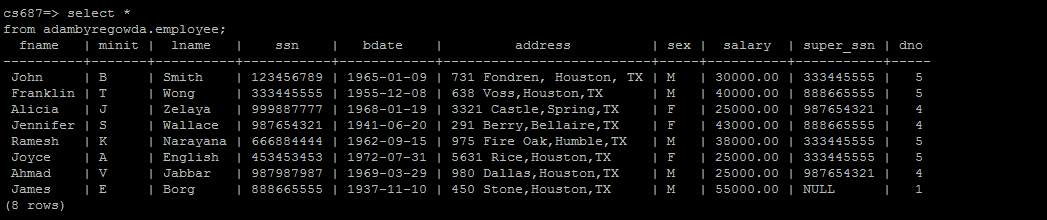 cs687=> select *
from adambyregowda.employee;
  fname   | minit |  lname   |    ssn    |   bdate    |         address          | sex |  salary  | super_ssn | dno
----------+-------+----------+-----------+------------+--------------------------+-----+----------+-----------+-----
 John     | B     | Smith    | 123456789 | 1965-01-09 | 731 Fondren, Houston, TX | M   | 30000.00 | 333445555 |   5
 Franklin | T     | Wong     | 333445555 | 1955-12-08 | 638 Voss,Houston,TX      | M   | 40000.00 | 888665555 |   5
 Alicia   | J     | Zelaya   | 999887777 | 1968-01-19 | 3321 Castle,Spring,TX    | F   | 25000.00 | 987654321 |   4
 Jennifer | S     | Wallace  | 987654321 | 1941-06-20 | 291 Berry,Bellaire,TX    | F   | 43000.00 | 888665555 |   4
 Ramesh   | K     | Narayana | 666884444 | 1962-09-15 | 975 Fire Oak,Humble,TX   | M   | 38000.00 | 333445555 |   5
 Joyce    | A     | English  | 453453453 | 1972-07-31 | 5631 Rice,Houston,TX     | F   | 25000.00 | 333445555 |   5
 Ahmad    | V     | Jabbar   | 987987987 | 1969-03-29 | 980 Dallas,Houston,TX    | M   | 25000.00 | 987654321 |   4
 James    | E     | Borg     | 888665555 | 1937-11-10 | 450 Stone,Houston,TX     | M   | 55000.00 | NULL      |   1
(8 rows)